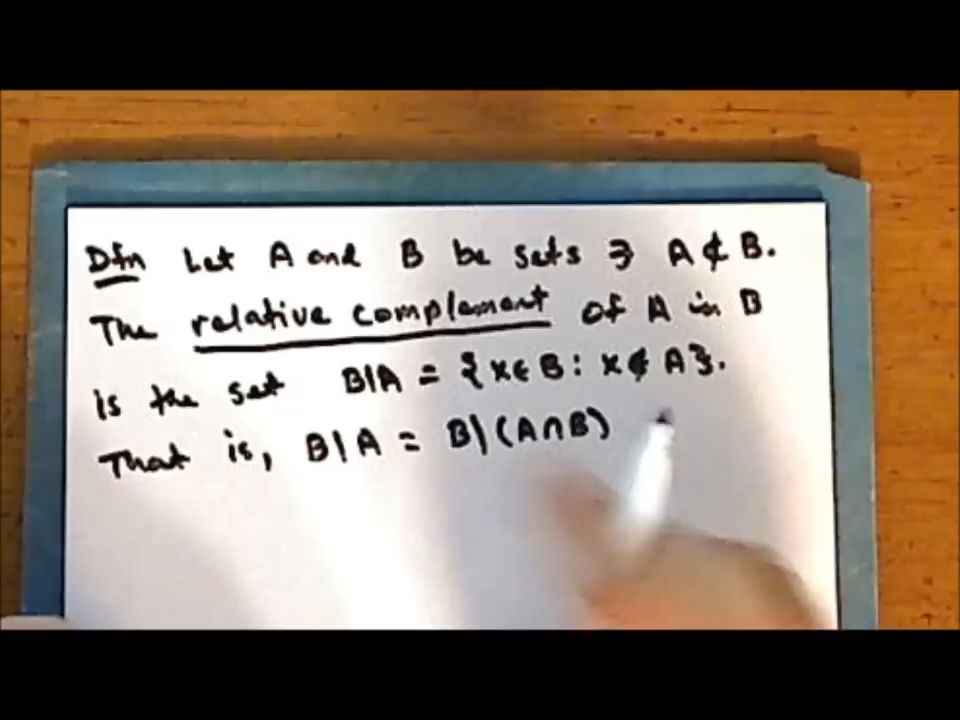 Dfn Let A and B be sets ∋ A ⊄ B.
The relative complement of A in B
is the set B\A = {x ∈ B : x ∉ A}.
That is, B\A = B\(A∩B)